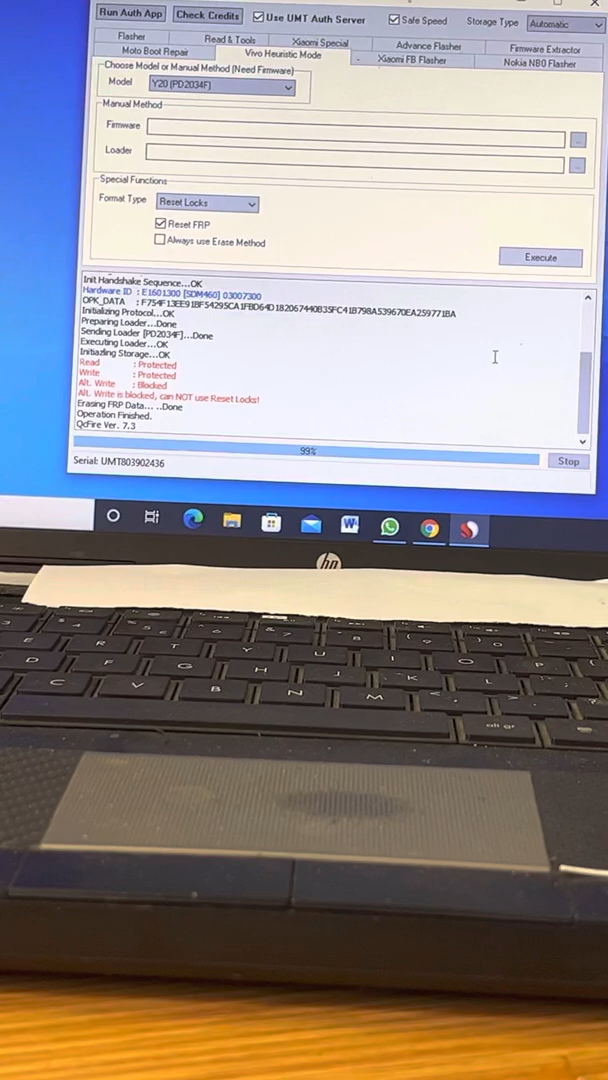 Run Auth App Check Credits Use UMT Auth Server Safe Speed Storage Type Automatic
Flasher Read & Tools Xiaomi Special Advance Flasher Firmware Extractor
Moto Boot Repair Vivo Heuristic Mode Xiaomi FB Flasher Nokia NB0 Flasher
Choose Model or Manual Method (Need Firmware)
Model Y20 [PD2034F]
Manual Method
Firmware
Loader
Special Functions
Format Type Reset Locks
Reset FRP
Always use Erase Method
Execute
Init Handshake Sequence...OK
Hardware ID : E1601300 [SDM460] 03007300
OPK_DATA : F754F13EE91BF54295CA1FBD64D182067440B35FC41B798A539670EA259771BA
Initializing Protocol...OK
Preparing Loader...Done
Sending Loader [PD2034F]...Done
Executing Loader...OK
Initiazling Storage...OK
Read : Protected
Write : Protected
Alt. Write : Blocked
Alt. Write is blocked, can NOT use Reset Locks!
Erasing FRP Data... ..Done
Operation Finished.
QcFire Ver. 7.3
99%
Serial: UMT803902436 Stop
W
hp
E R T Y U I O P
D F G H J K L
C V B N M
alt gr